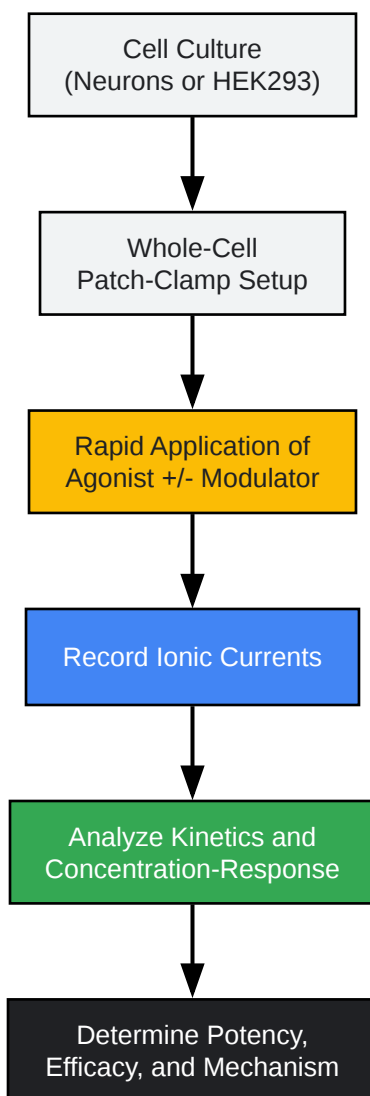 Cell Culture
(Neurons or HEK293)
Whole-Cell
Patch-Clamp Setup
Rapid Application of
Agonist +/- Modulator
Record Ionic Currents
Analyze Kinetics and
Concentration-Response
Determine Potency,
Efficacy, and Mechanism